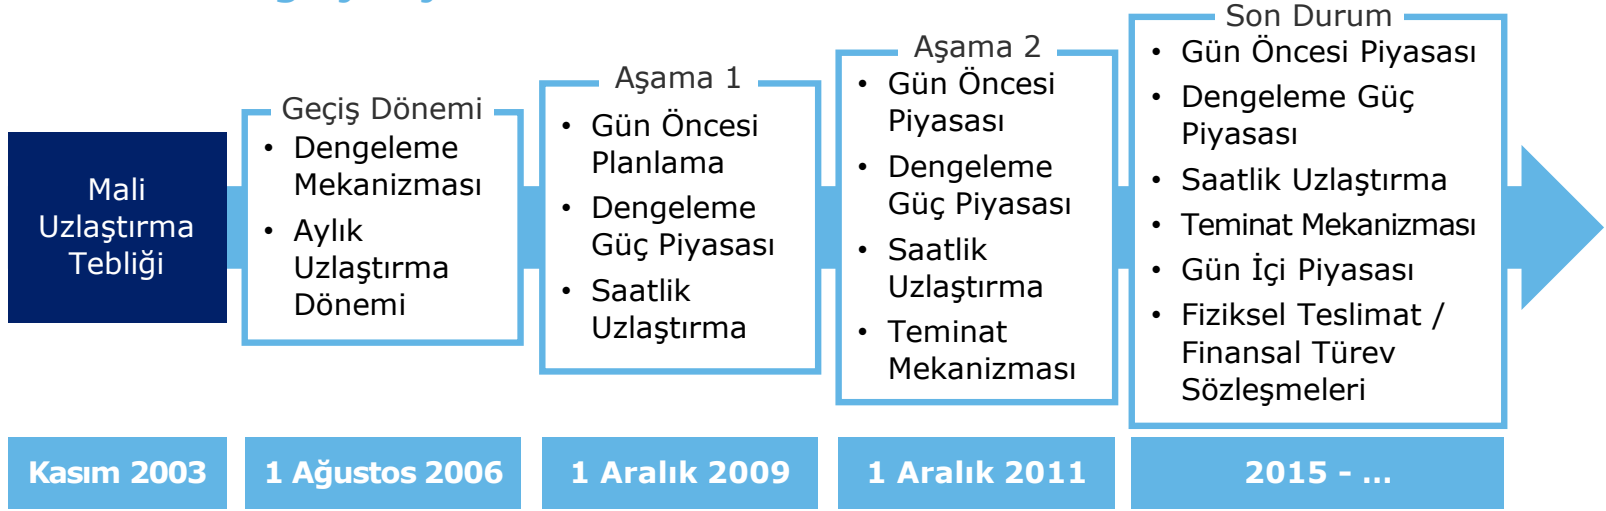 Mali
Uzlaştırma
Tebliği
Kasım 2003
Geçiş Dönemi
• Dengeleme
Mekanizması
• Aylık
Uzlaştırma
Dönemi
1 Ağustos 2006
Aşama 1
• Gün Öncesi
Planlama
• Dengeleme
Güç Piyasası
• Saatlik
Uzlaştırma
1 Aralık 2009
Aşama 2
• Gün Öncesi
Piyasası
• Dengeleme
Güç Piyasası
• Saatlik
Uzlaştırma
• Teminat
Mekanizması
1 Aralık 2011
Son Durum
• Gün Öncesi Piyasası
• Dengeleme Güç
Piyasası
• Saatlik Uzlaştırma
• Teminat Mekanizması
• Gün İçi Piyasası
• Fiziksel Teslimat /
Finansal Türev
Sözleşmeleri
2015 - ...